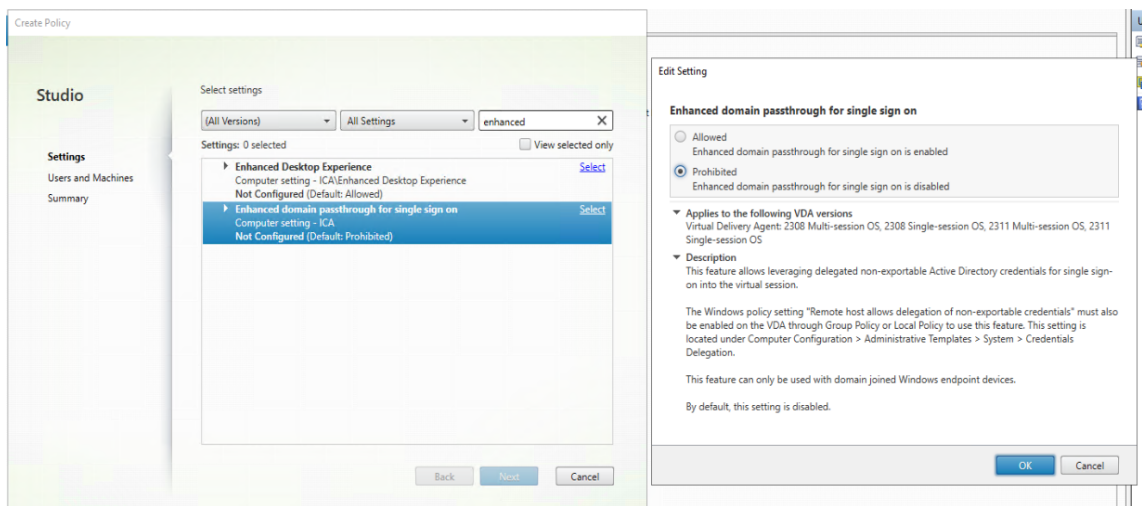 Create Policy
Studio
Settings
Users and Machines
Summary
Select settings
(All Versions)
All Settings
enhanced
Settings: 0 selected
View selected only
Enhanced Desktop Experience
Select
Computer setting - ICA\Enhanced Desktop Experience
Not Configured (Default: Allowed)
Enhanced domain passthrough for single sign on
Select
Computer setting - ICA
Not Configured (Default: Prohibited)
Back
Next
Cancel
Edit Setting
Enhanced domain passthrough for single sign on
Allowed
Enhanced domain passthrough for single sign on is enabled
Prohibited
Enhanced domain passthrough for single sign on is disabled
Applies to the following VDA versions
Virtual Delivery Agent: 2308 Multi-session OS, 2308 Single-session OS, 2311 Multi-session OS, 2311
Single-session OS
Description
This feature allows leveraging delegated non-exportable Active Directory credentials for single sign-
on into the virtual session.
The Windows policy setting "Remote host allows delegation of non-exportable credentials" must also
be enabled on the VDA through Group Policy or Local Policy to use this feature. This setting is
located under Computer Configuration > Administrative Templates > System > Credentials
Delegation.
This feature can only be used with domain joined Windows endpoint devices.
By default, this setting is disabled.
OK
Cancel